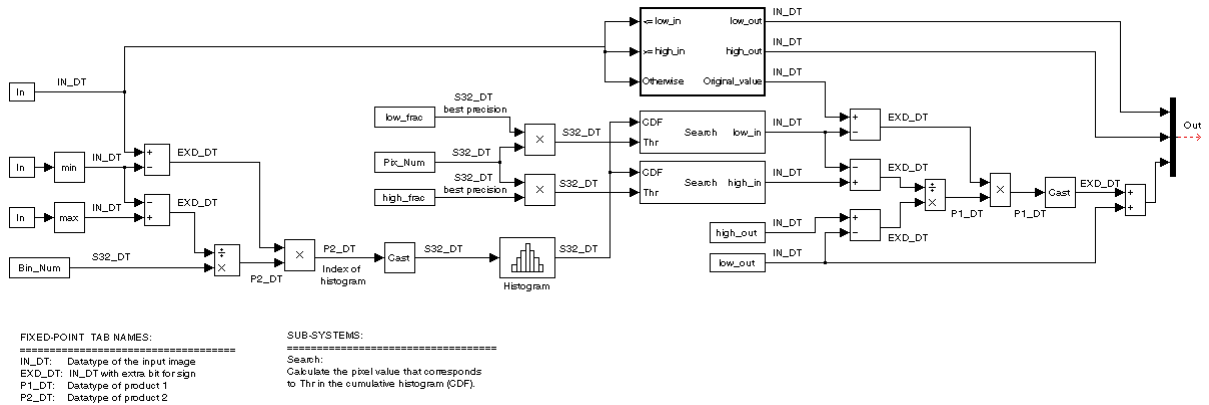 <= low_in
low_out
IN_DT
>= high_in
high_out
IN_DT
Otherwise
Original_value
IN_DT
In
IN_DT
In
min
IN_DT
+
−
EXD_DT
In
max
IN_DT
−
+
EXD_DT
Bin_Num
S32_DT
÷
×
P2_DT
×
P2_DT
Index of
histogram
Cast
S32_DT
Histogram
S32_DT
low_frac
S32_DT
best precision
×
S32_DT
Pix_Num
S32_DT
high_frac
S32_DT
best precision
×
S32_DT
CDF
Thr
Search
low_in
IN_DT
CDF
Thr
Search
high_in
IN_DT
+
−
EXD_DT
−
+
EXD_DT
high_out
IN_DT
+
−
EXD_DT
low_out
IN_DT
÷
×
P1_DT
×
P1_DT
Cast
EXD_DT
+
+
Out
FIXED-POINT TAB NAMES:
====================================
IN_DT: Datatype of the input image
EXD_DT: IN_DT with extra bit for sign
P1_DT: Datatype of product 1
P2_DT: Datatype of product 2
SUB-SYSTEMS:
===================================
Search:
Calculate the pixel value that corresponds
to Thr in the cumulative histogram (CDF).